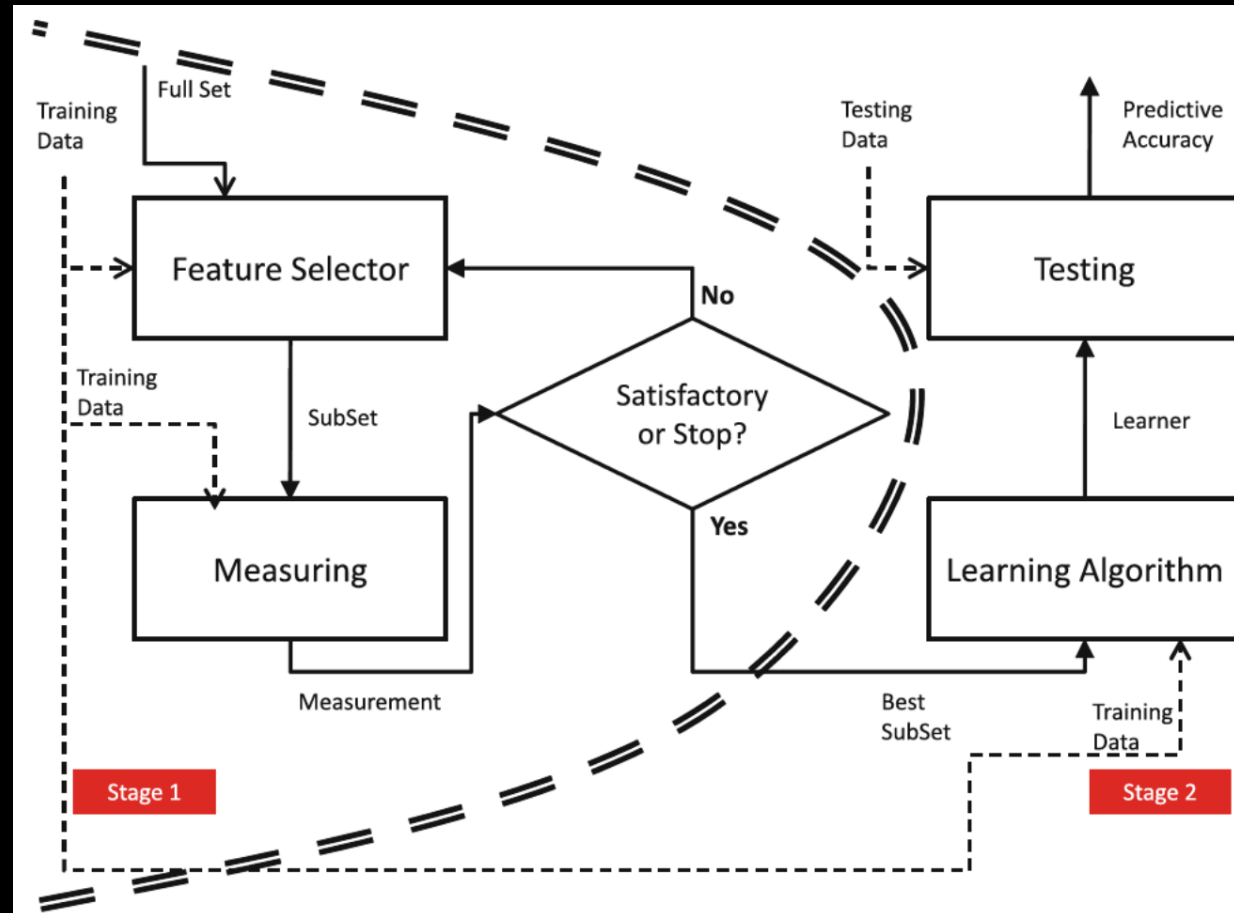 Full Set
Training
Data
Testing
Data
Predictive
Accuracy
Feature Selector
Testing
No
Training
Data
SubSet
Satisfactory
or Stop?
Learner
Yes
Measuring
Learning Algorithm
Measurement
Best
SubSet
Training
Data
Stage 1
Stage 2